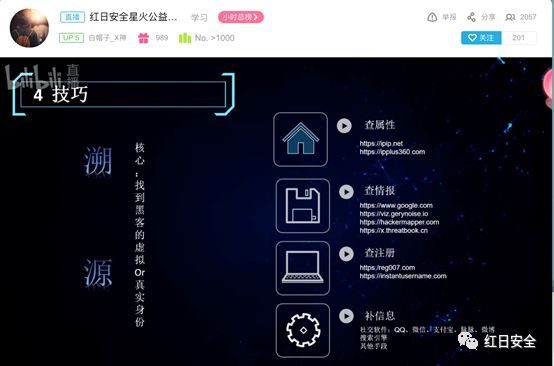 直播 红日安全星火公益… 学习 小时总榜 >
举报 分享 2057
UP 5 白帽子_X神 989 No. >1000
关注 201
bilibili 直播
4 技巧
溯源
核心：找到黑客的虚拟Or真实身份
查属性
https://ipip.net
https://ipplus360.com
查情报
https://www.google.com
https://viz.gerynoise.io
https://hackermapper.com
https://x.threatbook.cn
查注册
https;/reg007.com
https://instantusername.com
补信息
社交软件：QQ、微信、支付宝、脉脉、微博
搜索引擎
其他手段
红日安全